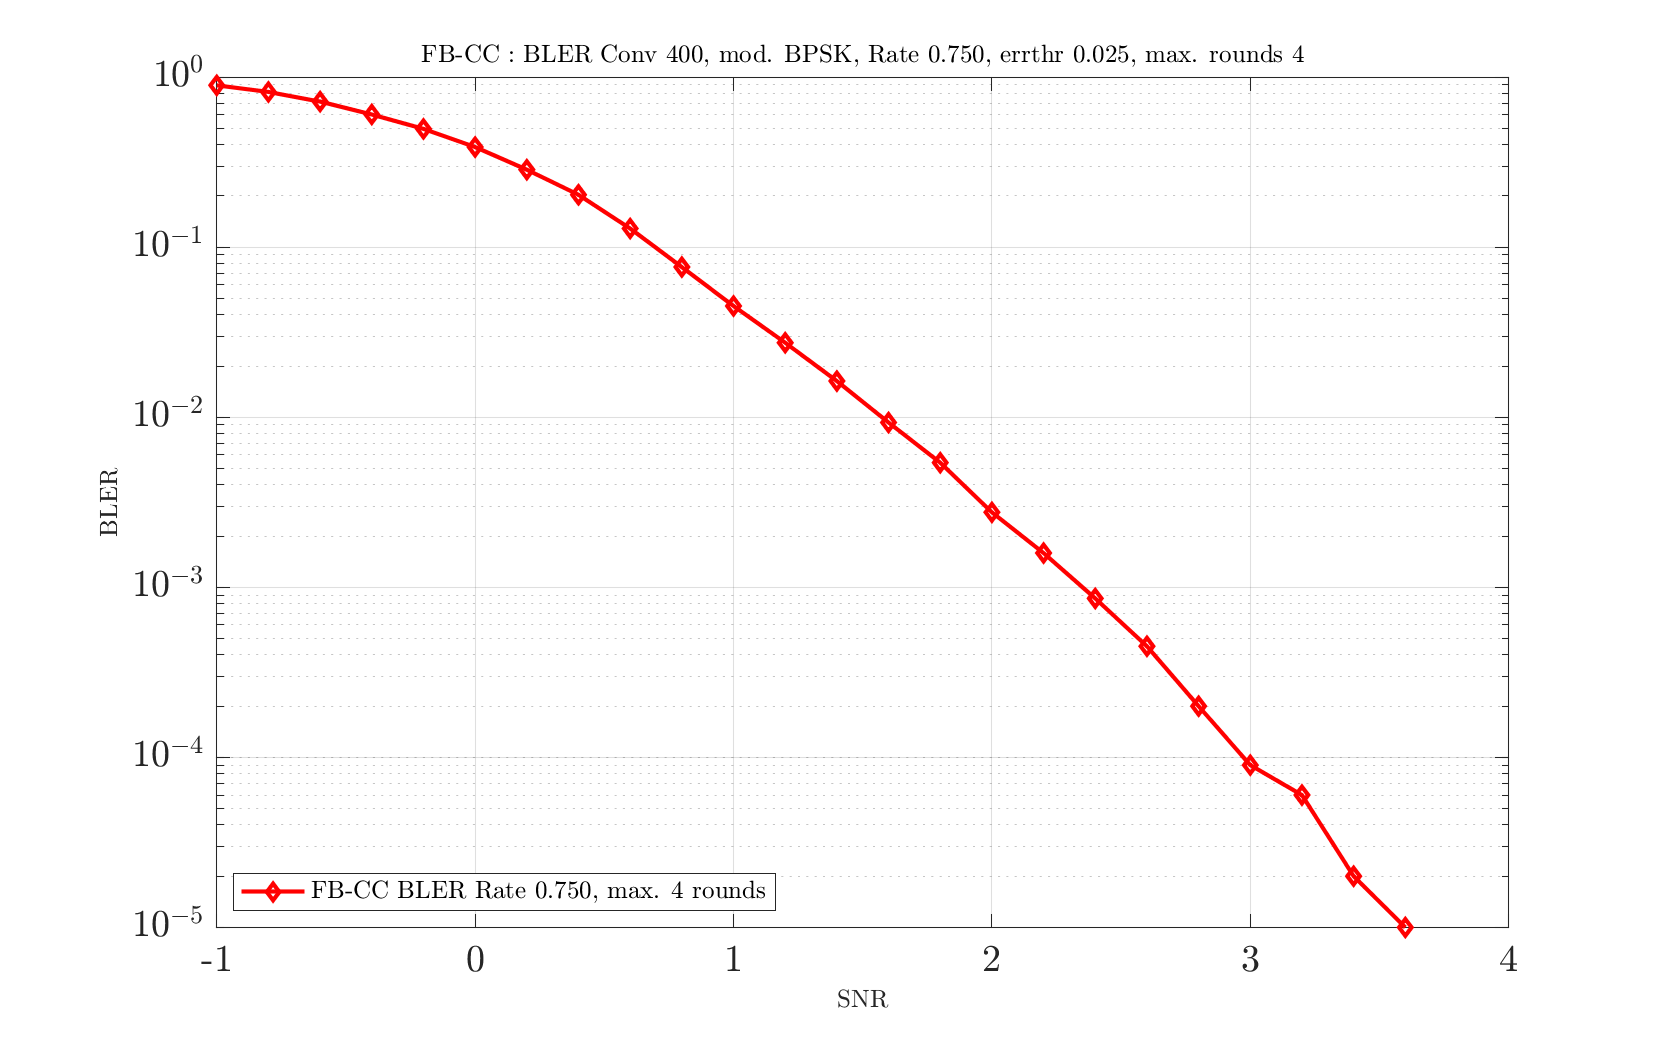 FB-CC : BLER Conv 400, mod. BPSK, Rate 0.750, errthr 0.025, max. rounds 4
10⁰
10⁻¹
10⁻²
10⁻³
10⁻⁴
10⁻⁵
BLER
FB-CC BLER Rate 0.750, max. 4 rounds
-1 0 1 2 3 4
SNR